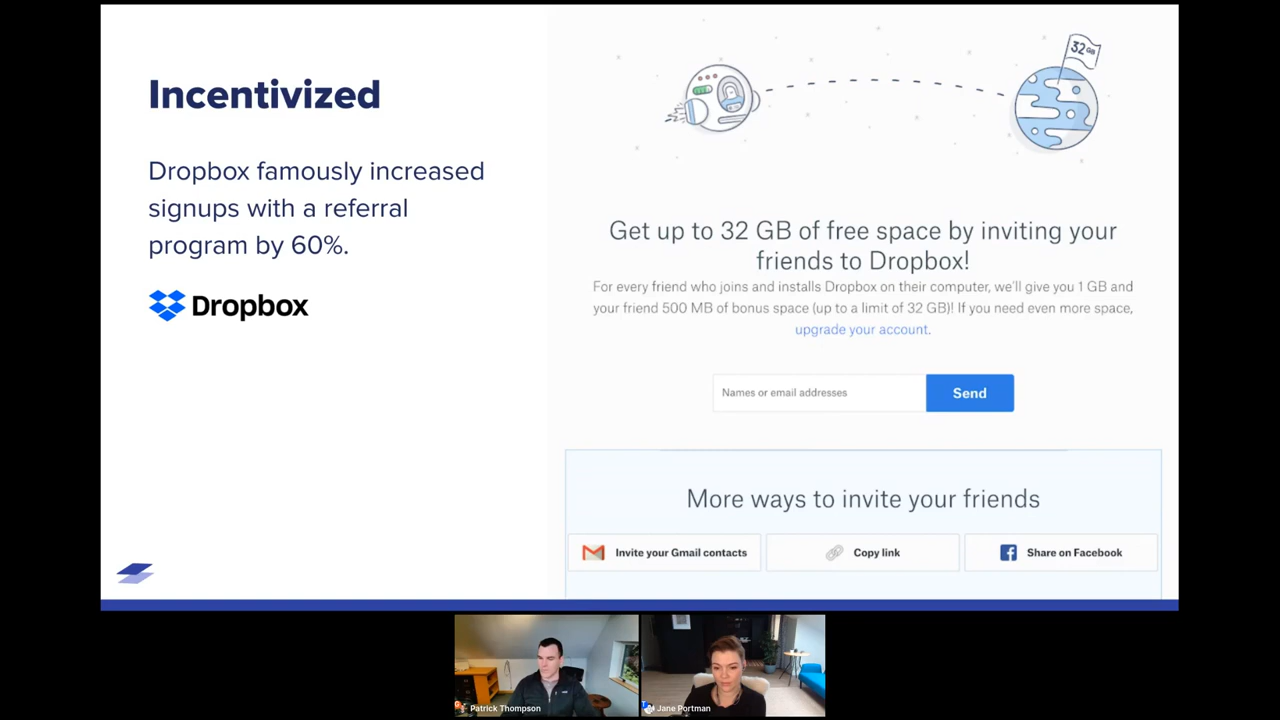 Incentivized
Dropbox famously increased
signups with a referral
program by 60%.
Dropbox
32 GB
Get up to 32 GB of free space by inviting your
friends to Dropbox!
For every friend who joins and installs Dropbox on their computer, we'll give you 1 GB and
your friend 500 MB of bonus space (up to a limit of 32 GB)! If you need even more space,
upgrade your account.
Names or email addresses
Send
More ways to invite your friends
Invite your Gmail contacts
Copy link
Share on Facebook
Patrick Thompson
Jane Portman